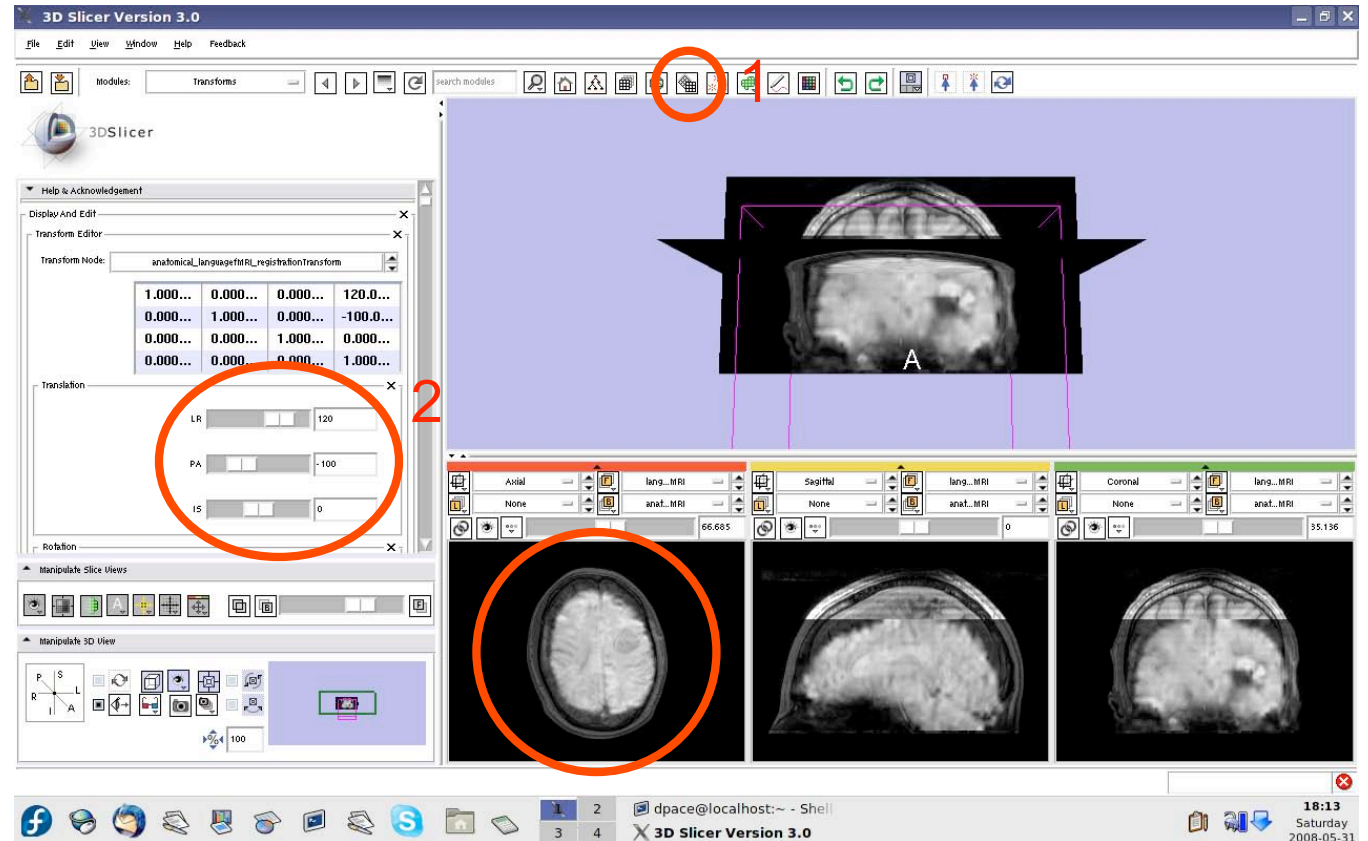 3D Slicer Version 3.0
File Edit View Window Help Feedback
Modules: Transforms search modules
1
3DSlicer
Help & Acknowledgement
Display And Edit
Transform Editor
Transform Node: anatomical_languagefMRI_registrationTransform
1.000... 0.000... 0.000... 120.0...
0.000... 1.000... 0.000... -100.0...
0.000... 0.000... 1.000... 0.000...
0.000... 0.000... 0.000... 1.000...
Translation
2
LR 120
PA -100
IS 0
Rotation
A
Axial lang...MRI Sagittal lang...MRI Coronal lang...MRI
None anat...MRI None anat...MRI None anat...MRI
66.685 0 35.136
Manipulate Slice Views
Manipulate 3D View
P S
R L
I A
% 100
1 2
3 4
dpace@localhost:~ - Shell
3D Slicer Version 3.0
18:13
Saturday
2008-05-31